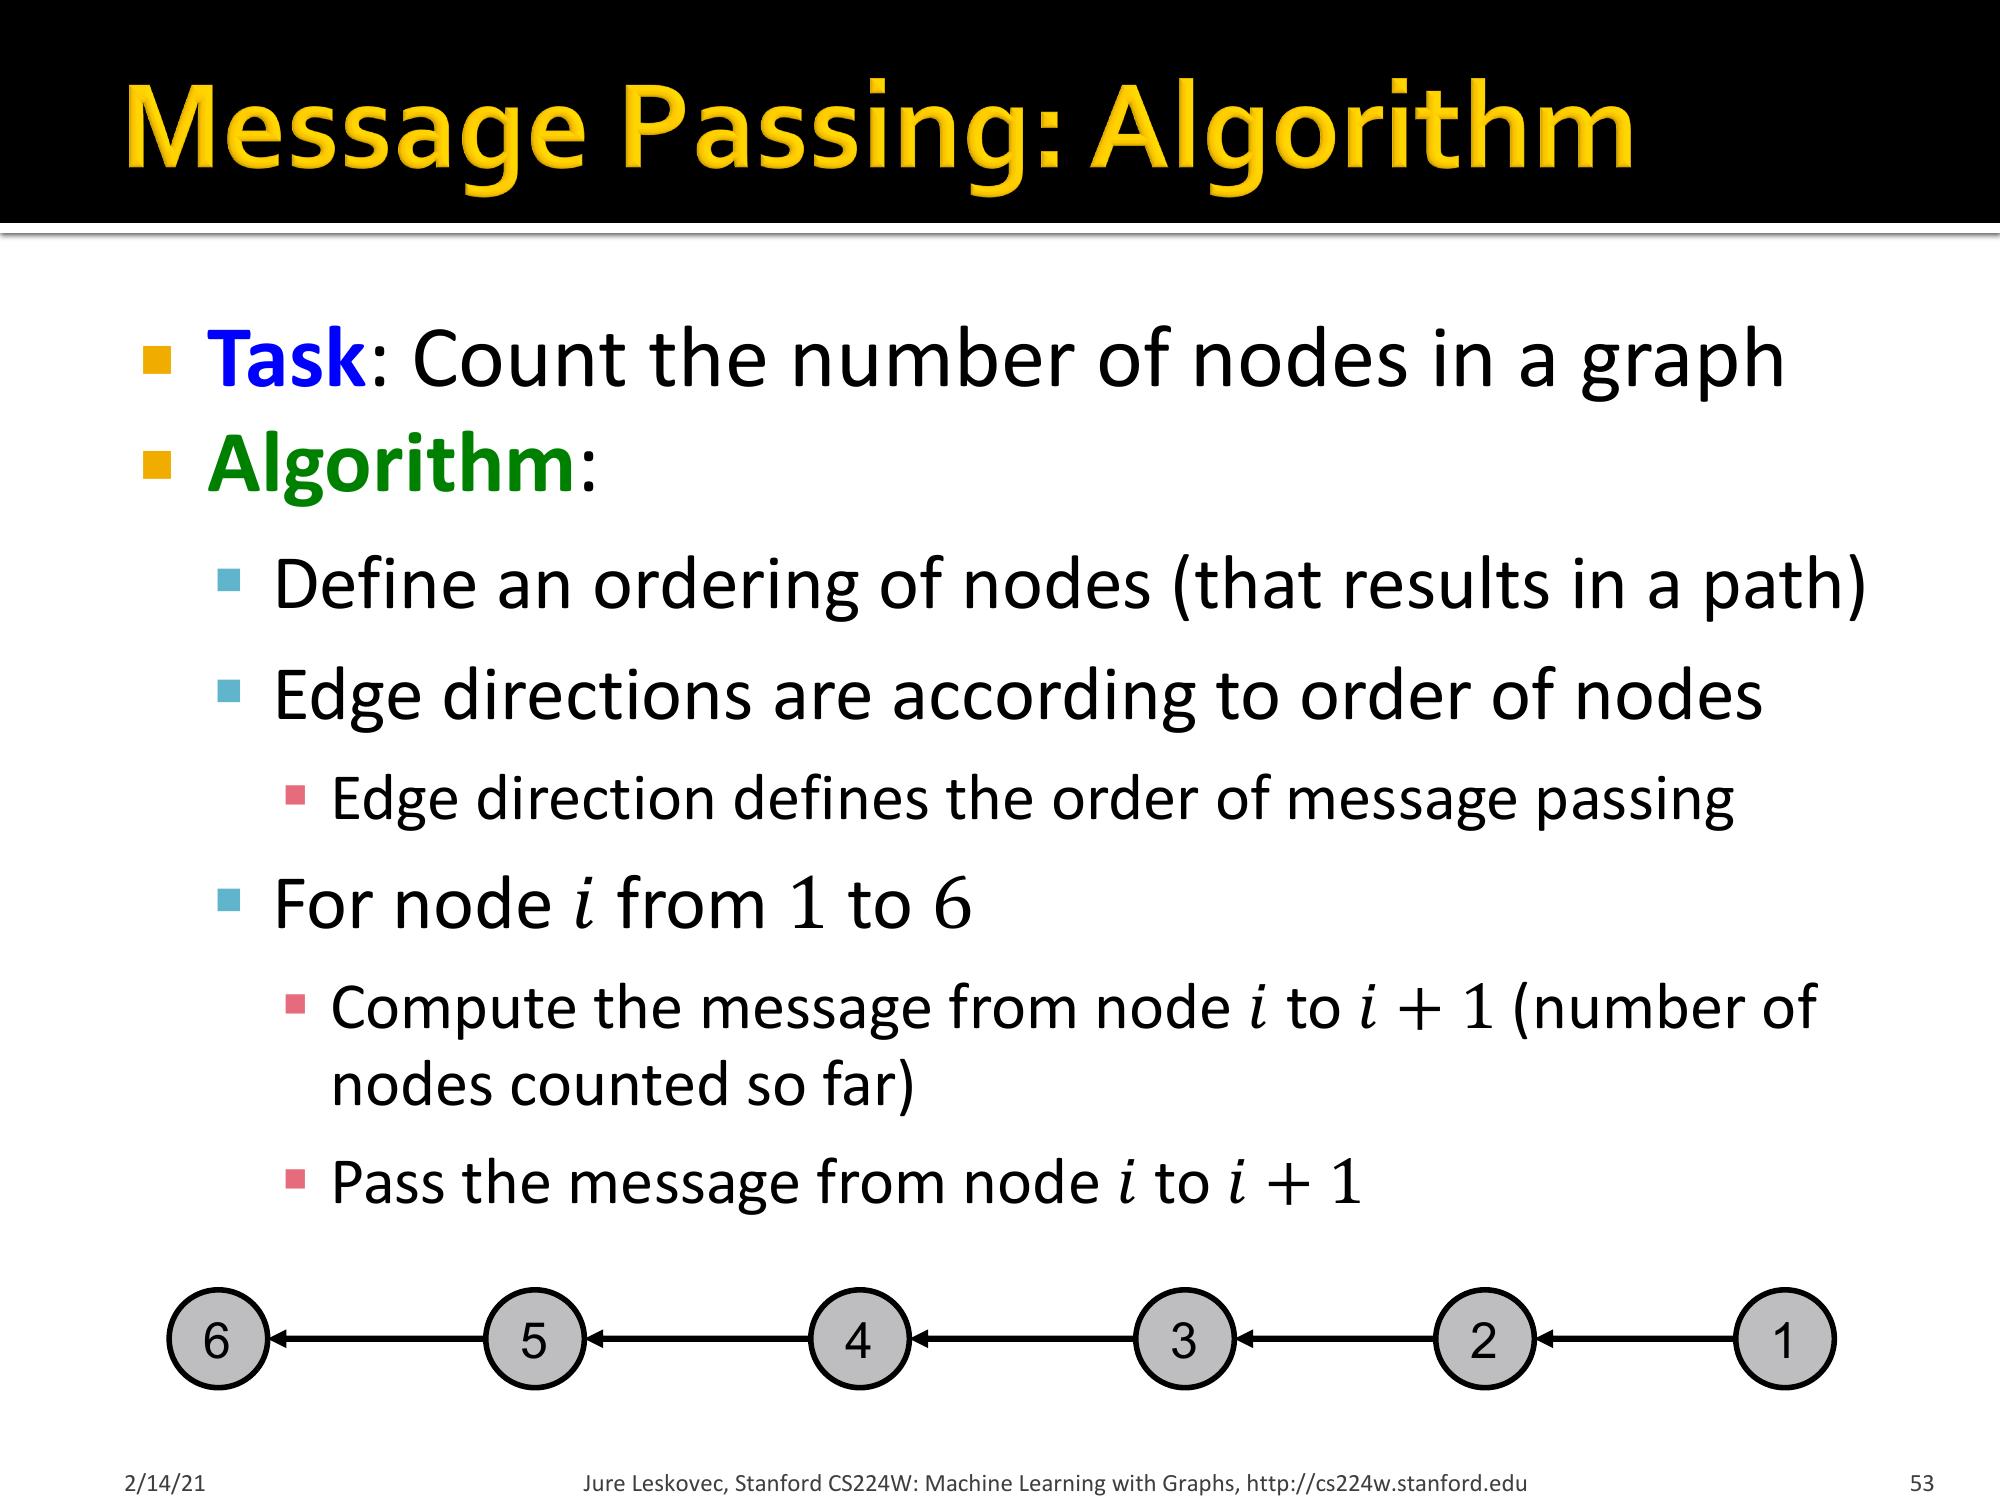 Message Passing: Algorithm
Task: Count the number of nodes in a graph
Algorithm:
Define an ordering of nodes (that results in a path)
Edge directions are according to order of nodes
Edge direction defines the order of message passing
For node i from 1 to 6
Compute the message from node i to i + 1 (number of
nodes counted so far)
Pass the message from node i to i + 1
6 5 4 3 2 1
2/14/21 Jure Leskovec, Stanford CS224W: Machine Learning with Graphs, http://cs224w.stanford.edu 53